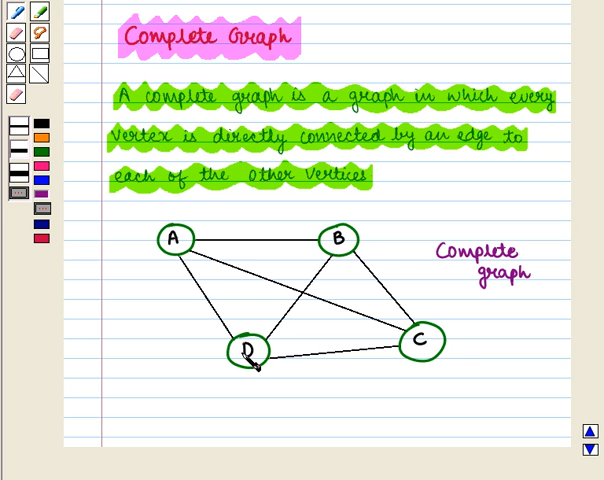 Complete Graph
A complete graph is a graph in which every
vertex is directly connected by an edge to
each of the other vertices
A B
Complete
graph
D C